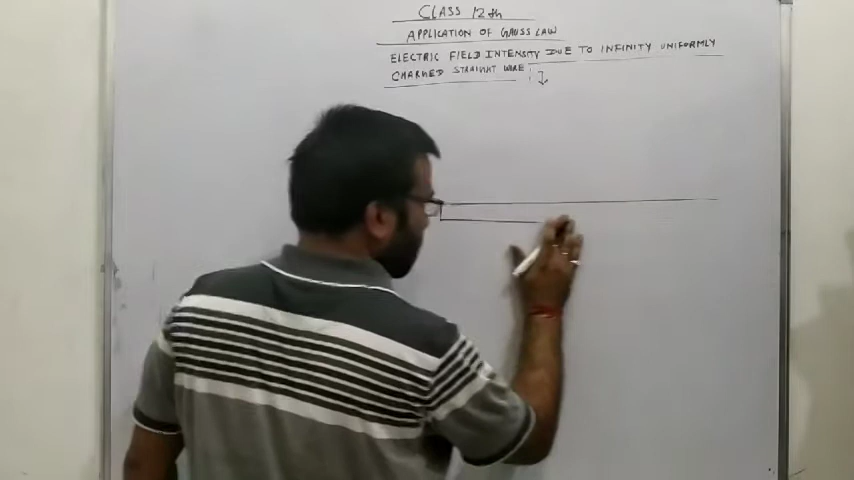 CLASS 12th
APPLICATION OF GAUSS LAW
ELECTRIC FIELD INTENSITY DUE TO INFINITY UNIFORMLY
CHARGED STRAIGHT WIRE